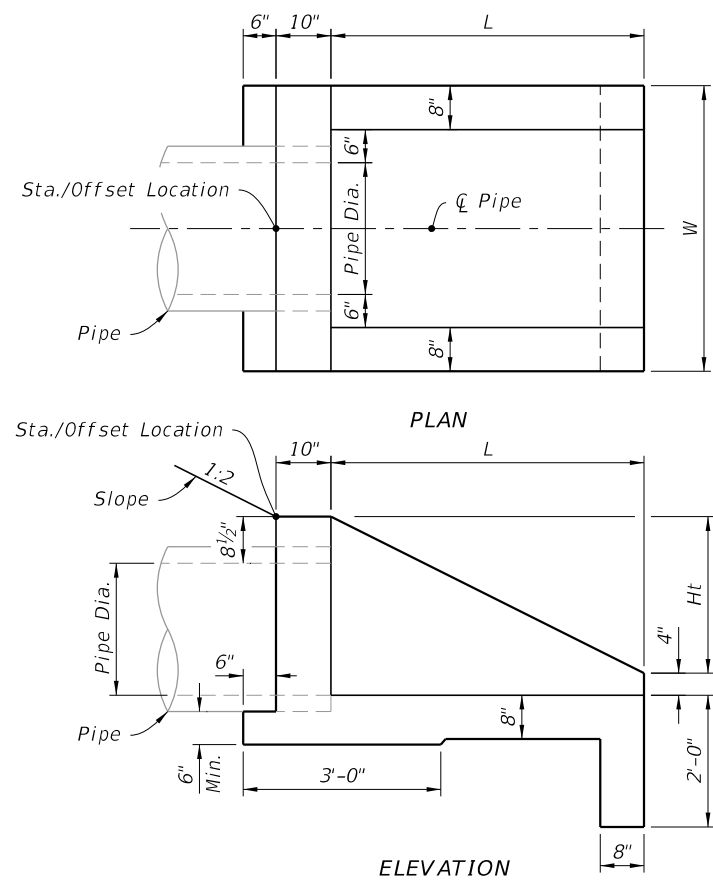 6" 10" L
8"
6"
Sta./Offset Location
℄ Pipe
Pipe Dia.
W
6"
Pipe
8"
PLAN
Sta./Offset Location
10" L
1:2
Slope
8½"
Pipe Dia.
Ht
4"
6"
8"
Pipe
6"
Min.
3'-0"
2'-0"
8"
ELEVATION